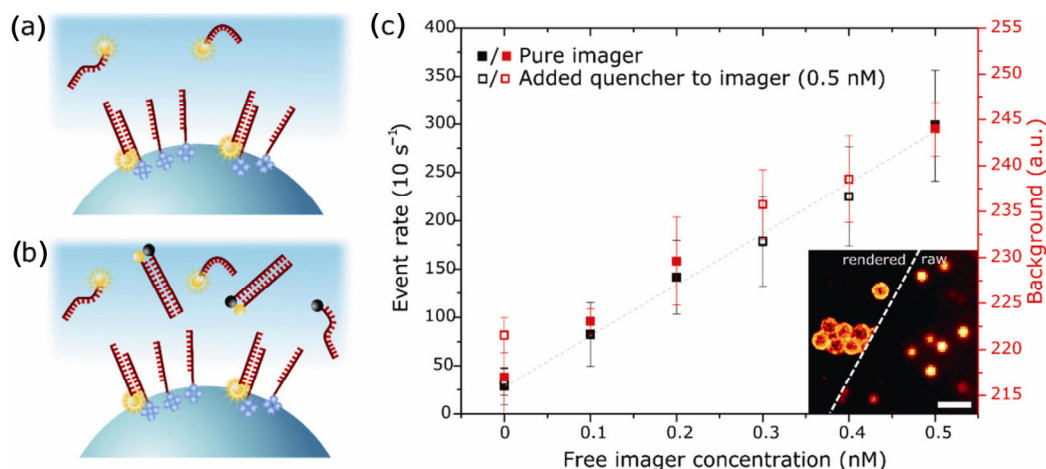 (a)
(b)
(c)
400
350
300
250
200
150
100
50
0
Event rate (10 s⁻¹)
■/■ Pure imager
□/□ Added quencher to imager (0.5 nM)
rendered raw
255
250
245
240
235
230
225
220
215
Background (a.u.)
0 0.1 0.2 0.3 0.4 0.5
Free imager concentration (nM)